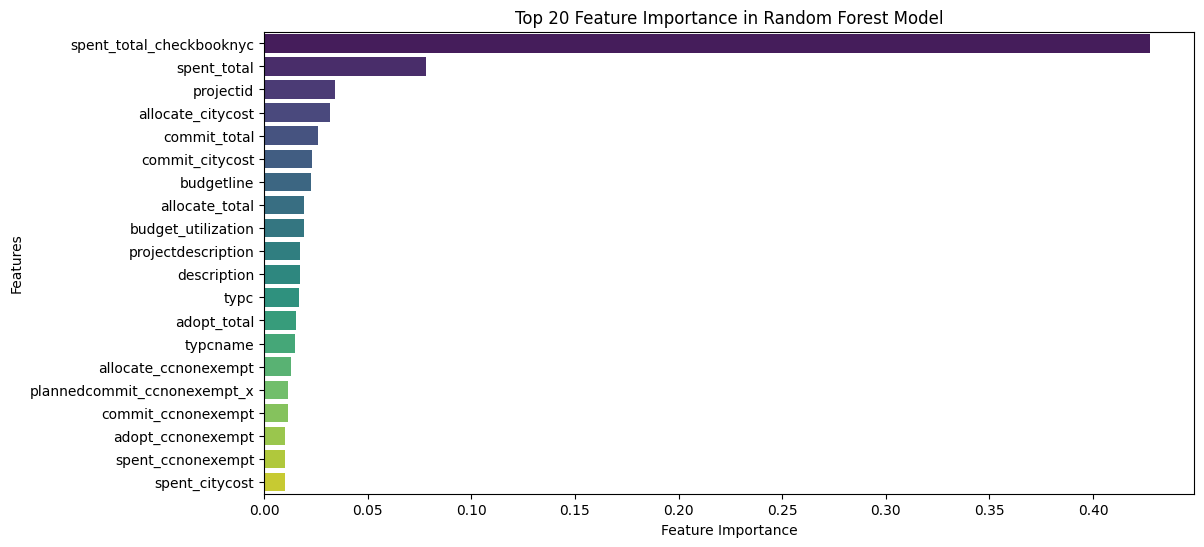 Top 20 Feature Importance in Random Forest Model
Features
spent_total_checkbooknyc
spent_total
projectid
allocate_citycost
commit_total
commit_citycost
budgetline
allocate_total
budget_utilization
projectdescription
description
typc
adopt_total
typcname
allocate_ccnonexempt
plannedcommit_ccnonexempt_x
commit_ccnonexempt
adopt_ccnonexempt
spent_ccnonexempt
spent_citycost
0.00 0.05 0.10 0.15 0.20 0.25 0.30 0.35 0.40
Feature Importance